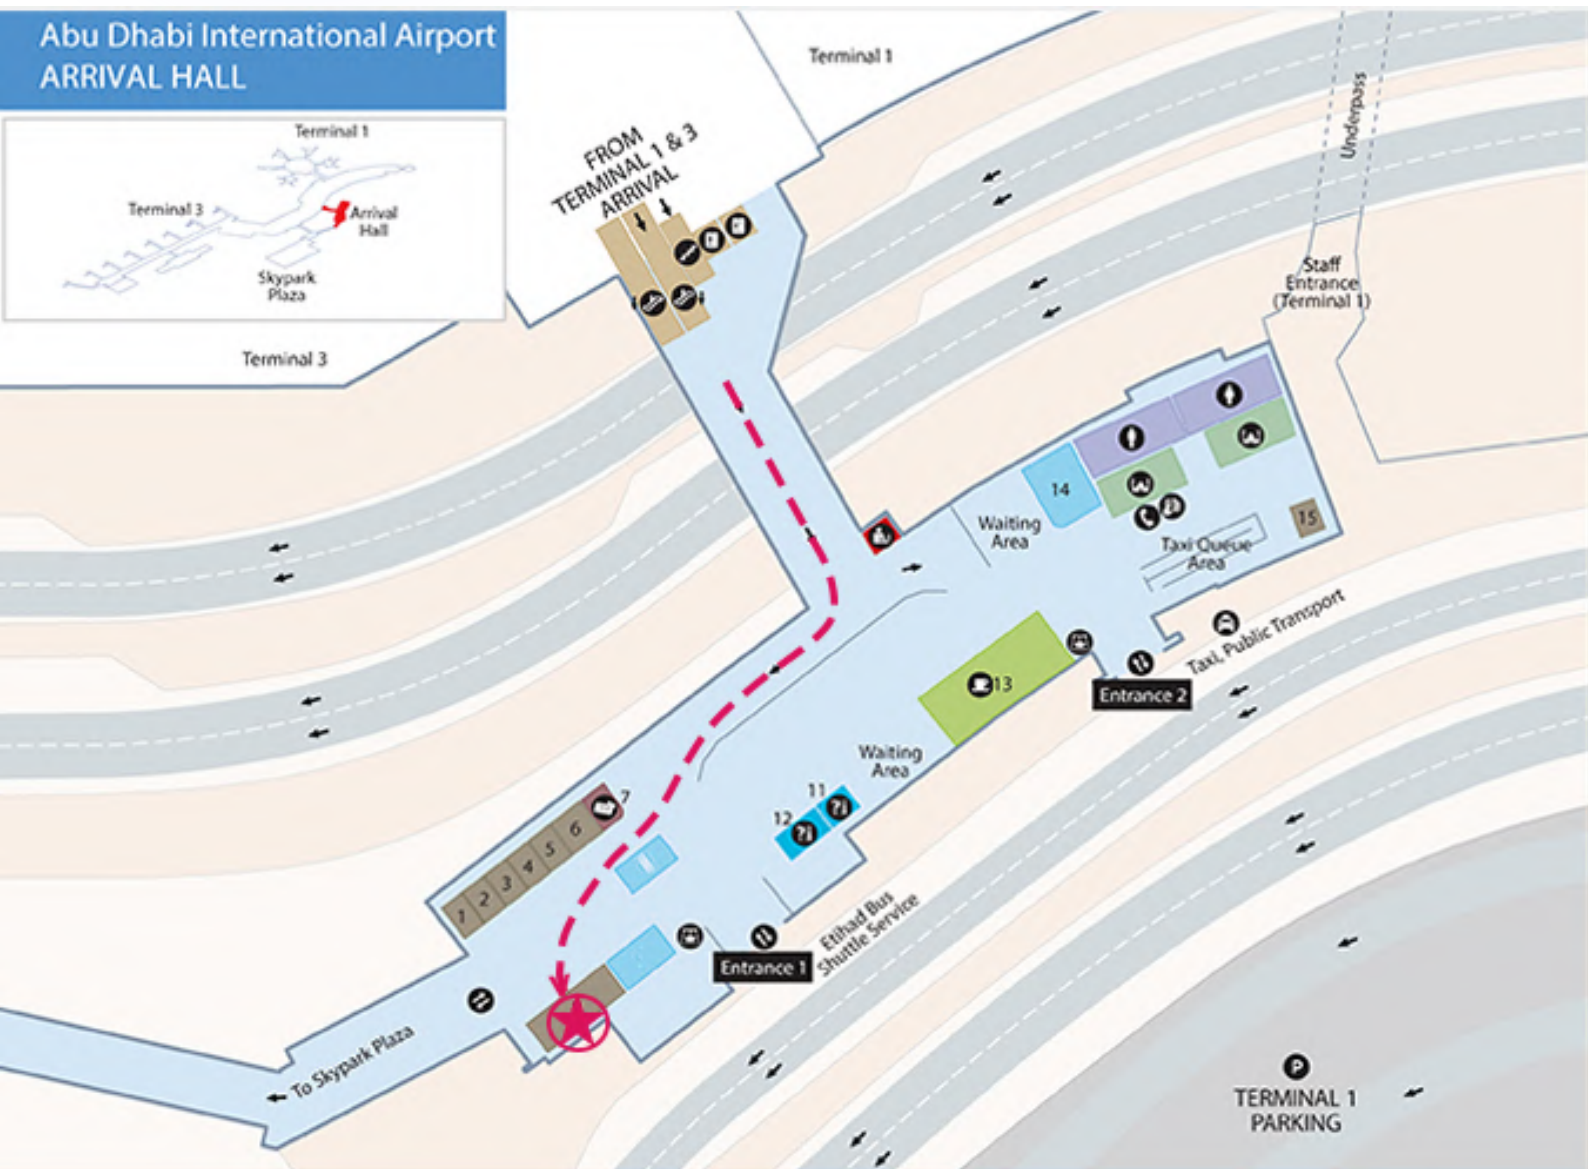 Abu Dhabi International Airport
ARRIVAL HALL
Terminal 1
Terminal 3
Arrival
Hall
Skypark
Plaza
Terminal 1
Underpass
FROM
TERMINAL 1 & 3
ARRIVAL
Staff
Entrance
(Terminal 1)
Terminal 3
14
Waiting
Area
15
Taxi Queue
Area
Taxi, Public Transport
13
Entrance 2
Waiting
Area
11
12
7
6
5
4
3
2
1
Etihad Bus
Shuttle Service
Entrance 1
To Skypark Plaza
P
TERMINAL 1
PARKING